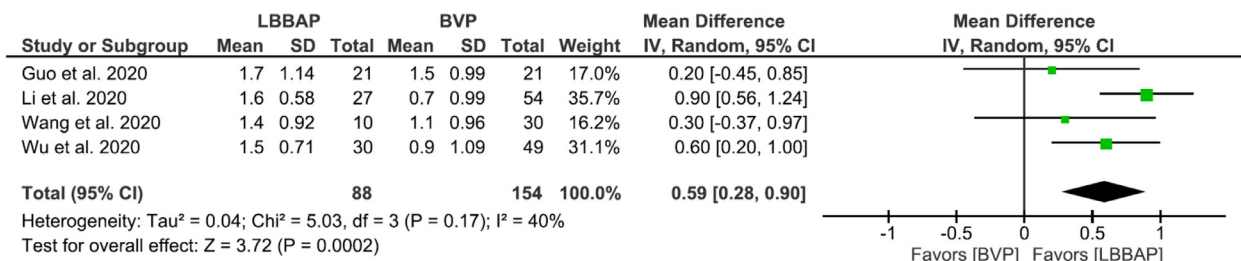 LBBAP BVP Mean Difference Mean Difference
Study or Subgroup Mean SD Total Mean SD Total Weight IV, Random, 95% CI IV, Random, 95% CI
Guo et al. 2020 1.7 1.14 21 1.5 0.99 21 17.0% 0.20 [-0.45, 0.85]
Li et al. 2020 1.6 0.58 27 0.7 0.99 54 35.7% 0.90 [0.56, 1.24]
Wang et al. 2020 1.4 0.92 10 1.1 0.96 30 16.2% 0.30 [-0.37, 0.97]
Wu et al. 2020 1.5 0.71 30 0.9 1.09 49 31.1% 0.60 [0.20, 1.00]
Total (95% CI) 88 154 100.0% 0.59 [0.28, 0.90]
Heterogeneity: Tau² = 0.04; Chi² = 5.03, df = 3 (P = 0.17); I² = 40%
Test for overall effect: Z = 3.72 (P = 0.0002)
-1 -0.5 0 0.5 1
Favors [BVP] Favors [LBBAP]